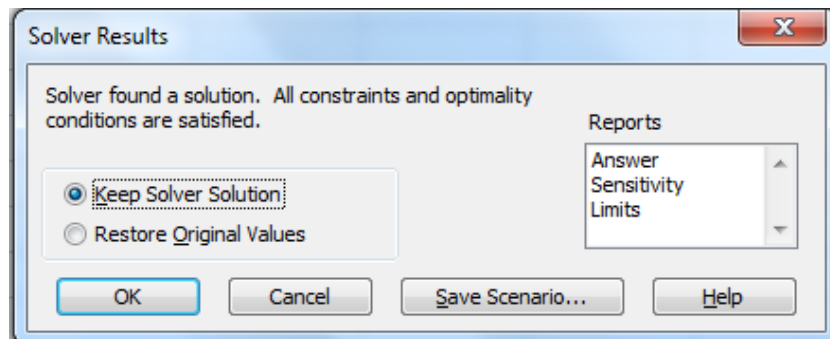 Solver Results
Solver found a solution.  All constraints and optimality
conditions are satisfied.
Reports
Answer
Sensitivity
Limits
Keep Solver Solution
Restore Original Values
OK
Cancel
Save Scenario...
Help